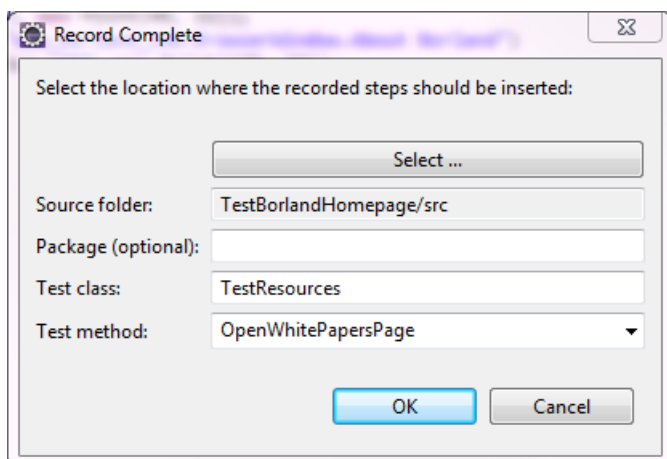 Record Complete
Select the location where the recorded steps should be inserted:
Select ...
Source folder: TestBorlandHomepage/src
Package (optional):
Test class: TestResources
Test method: OpenWhitePapersPage
OK Cancel